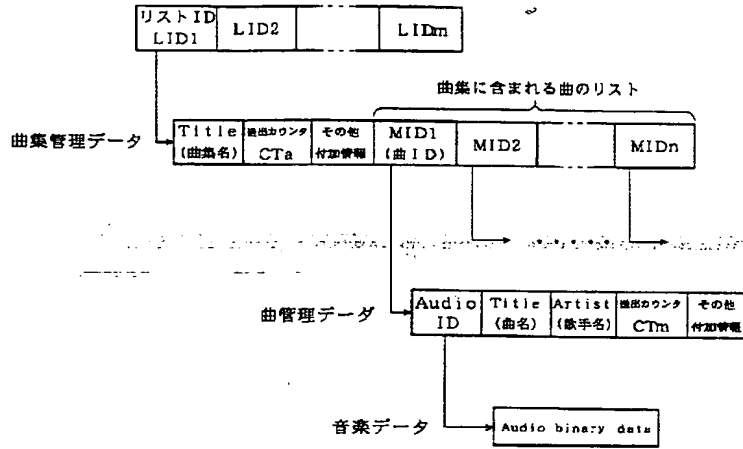 リストID
LID1
LID2
LIDm
曲集に含まれる曲のリスト
曲集管理データ
Title
(曲集名)
送出カウンタ
CTa
その他
付加情報
MID1
(曲ID)
MID2
MIDn
曲管理データ
Audio
ID
Title
(曲名)
Artist
(歌手名)
送出カウンタ
CTm
その他
付加情報
音楽データ
Audio binary data